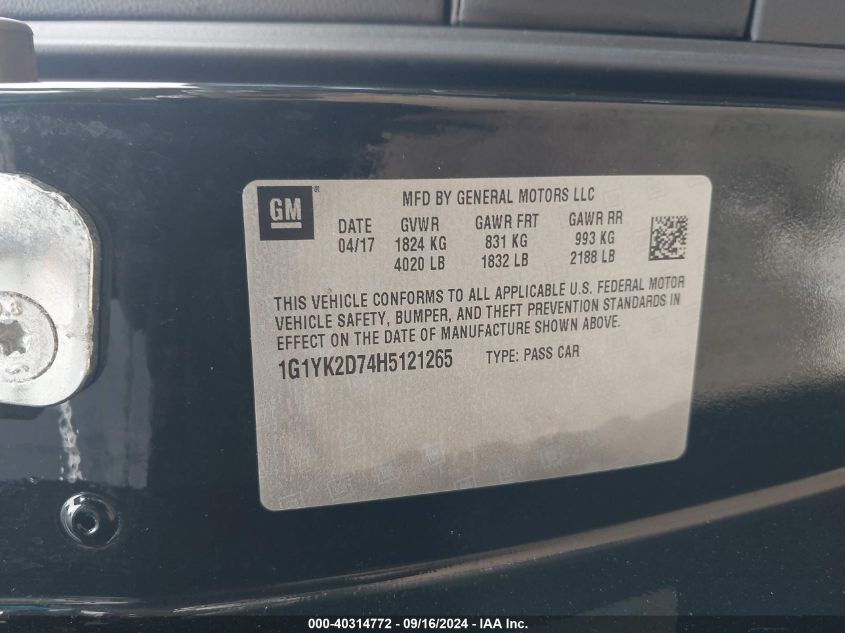 GM ®
MFD BY GENERAL MOTORS LLC
DATE GVWR GAWR FRT GAWR RR
04/17 1824 KG 831 KG 993 KG
4020 LB 1832 LB 2188 LB
THIS VEHICLE CONFORMS TO ALL APPLICABLE U.S. FEDERAL MOTOR
VEHICLE SAFETY, BUMPER, AND THEFT PREVENTION STANDARDS IN
EFFECT ON THE DATE OF MANUFACTURE SHOWN ABOVE.
1G1YK2D74H5121265 TYPE: PASS CAR
000-40314772 - 09/16/2024 - IAA Inc.